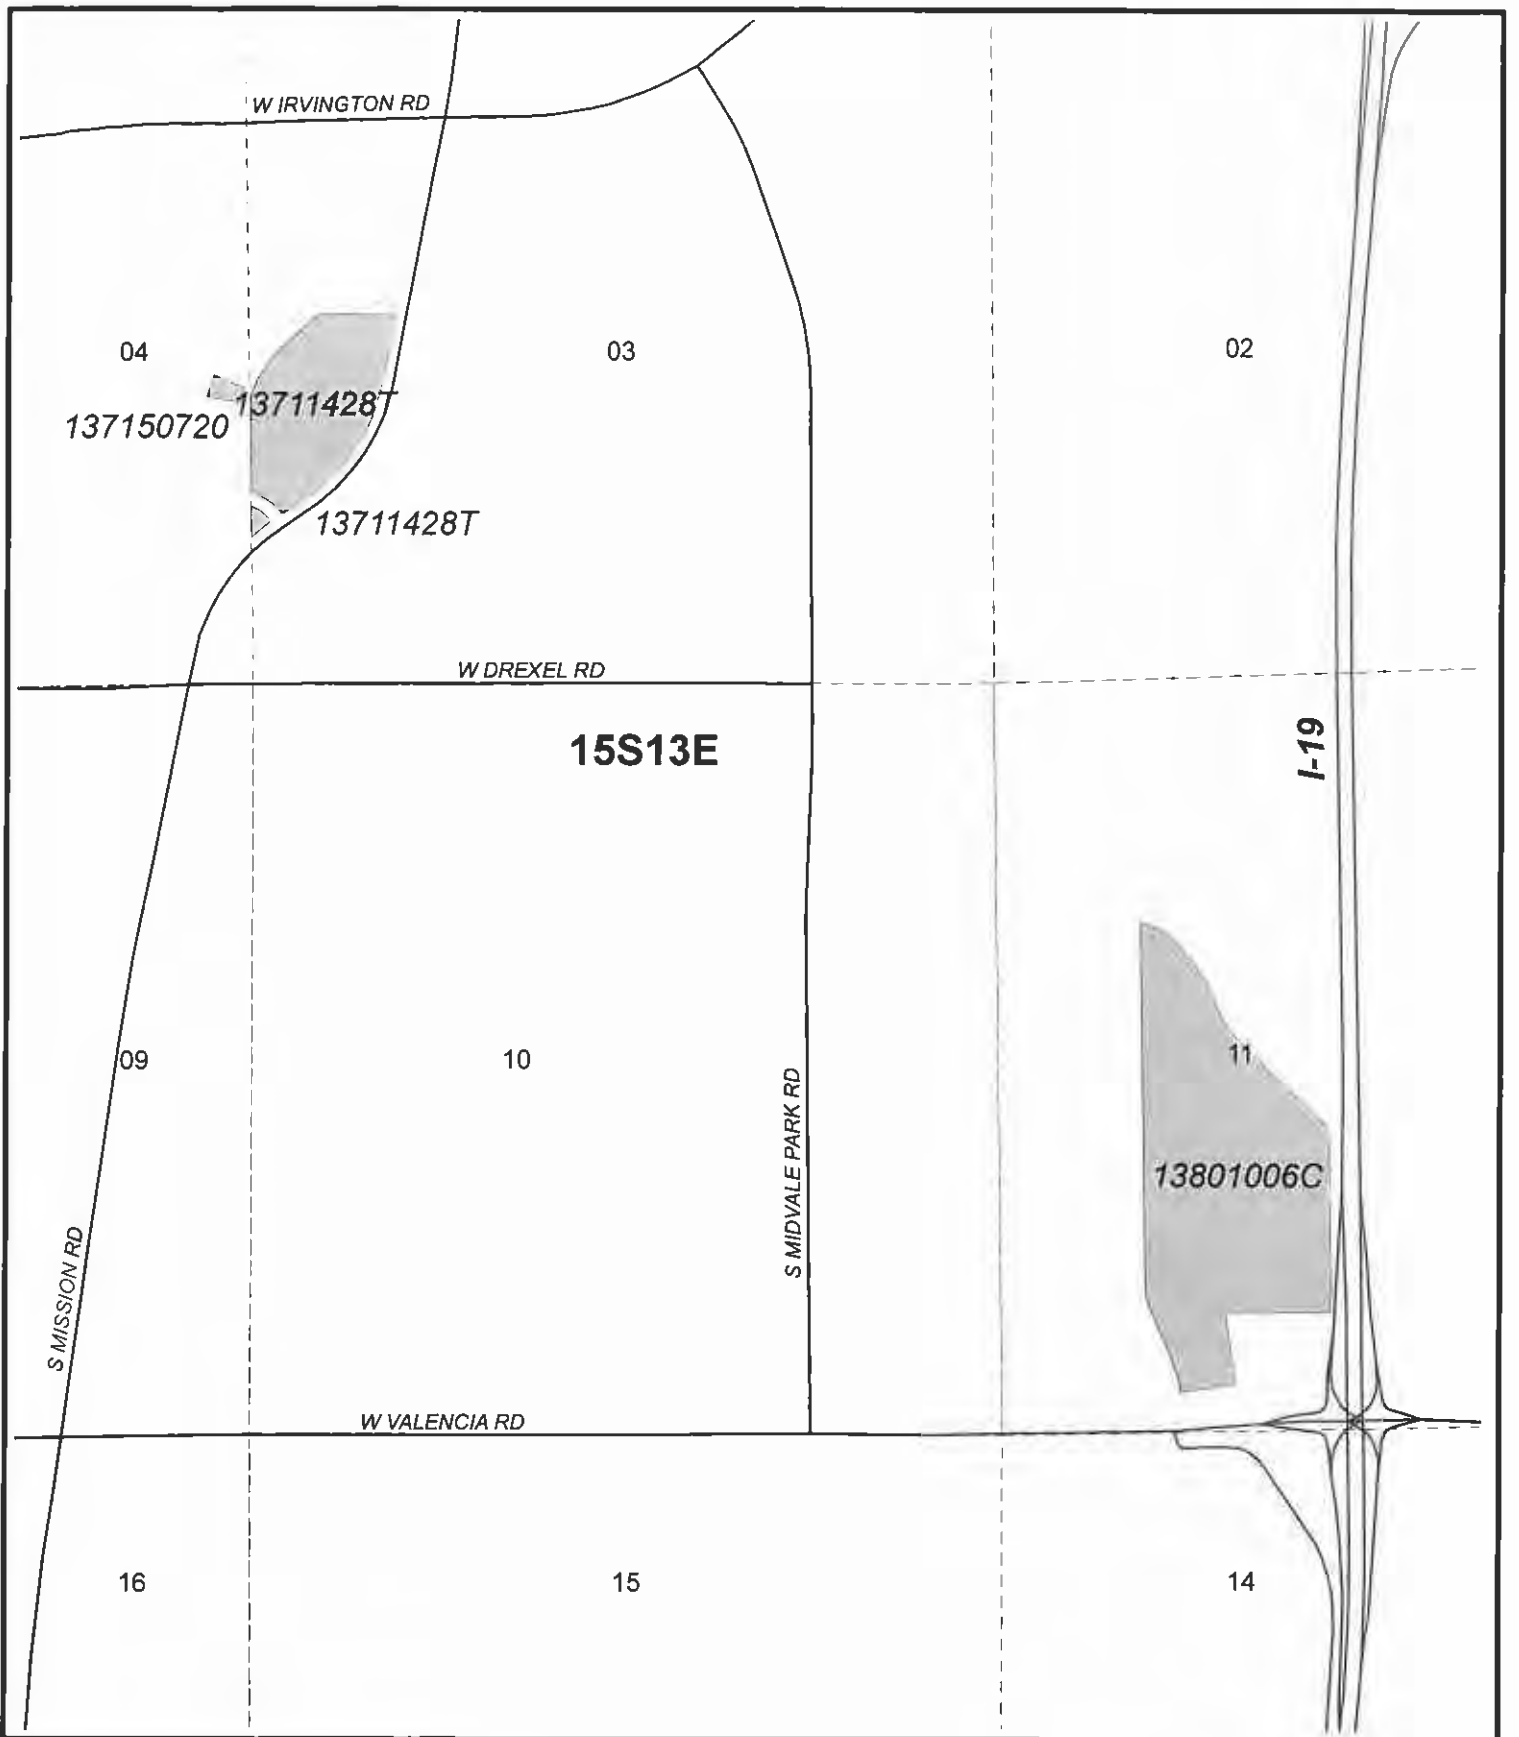 W IRVINGTON RD
04
03
02
13711428T
137150720
13711428T
W DREXEL RD
15S13E
I-19
09
10
11
S MIDVALE PARK RD
13801006C
S MISSION RD
W VALENCIA RD
16
15
14